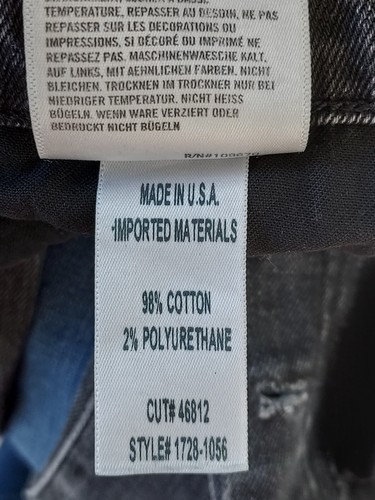 TEMPERATURE, REPASSER AU BESOIN, NE PAS
REPASSER SUR LES DECORATIONS OU
IMPRESSIONS. SI DÉCORÉ OU IMPRIMÉ NE
REPASSEZ PAS. MASCHINENWAESCHE KALT,
AUF LINKS, MIT AEHNLICHEN FARBEN. NICHT
BLEICHEN. TROCKNEN IM TROCKNER NUR BEI
NIEDRIGER TEMPERATUR. NICHT HEISS
BÜGELN. WENN WARE VERZIERT ODER
BEDRUCKT NICHT BÜGELN
MADE IN U.S.A.
IMPORTED MATERIALS
98% COTTON
2% POLYURETHANE
CUT# 46812
STYLE# 1728-1056